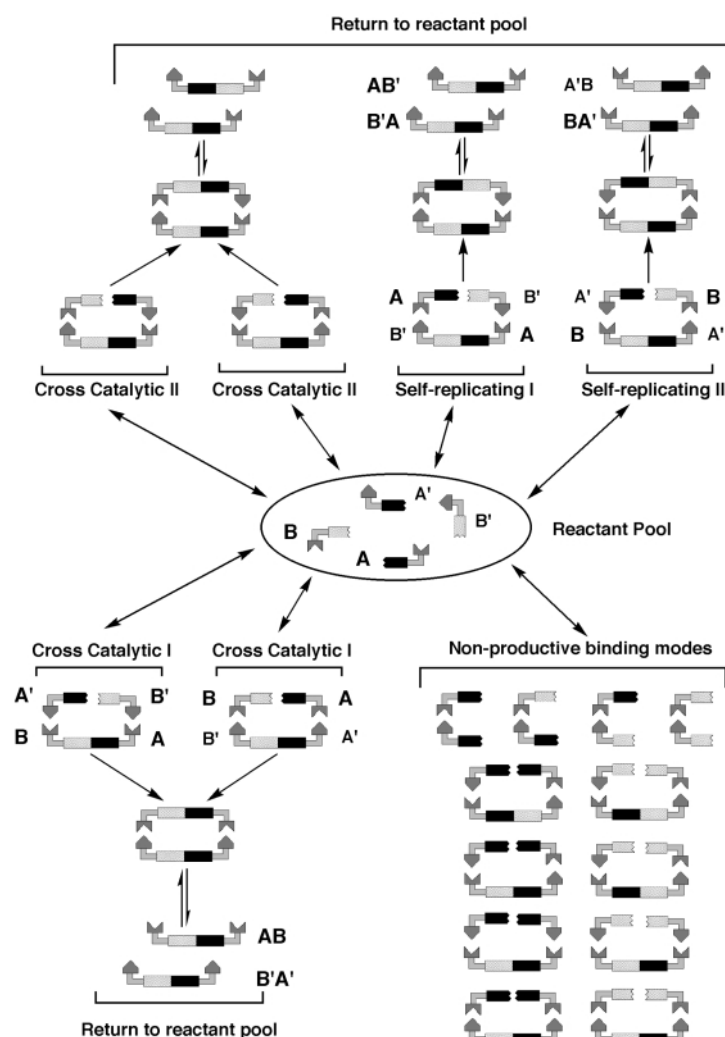 Return to reactant pool
AB'
A'B
B'A
BA'
A
B'
A'
B
B'
A
B
A'
Cross Catalytic II
Cross Catalytic II
Self-replicating I
Self-replicating II
A'
B'
B
A
Reactant Pool
Cross Catalytic I
Cross Catalytic I
Non-productive binding modes
A'
B'
B
A
B
A
B'
A'
AB
B'A'
Return to reactant pool